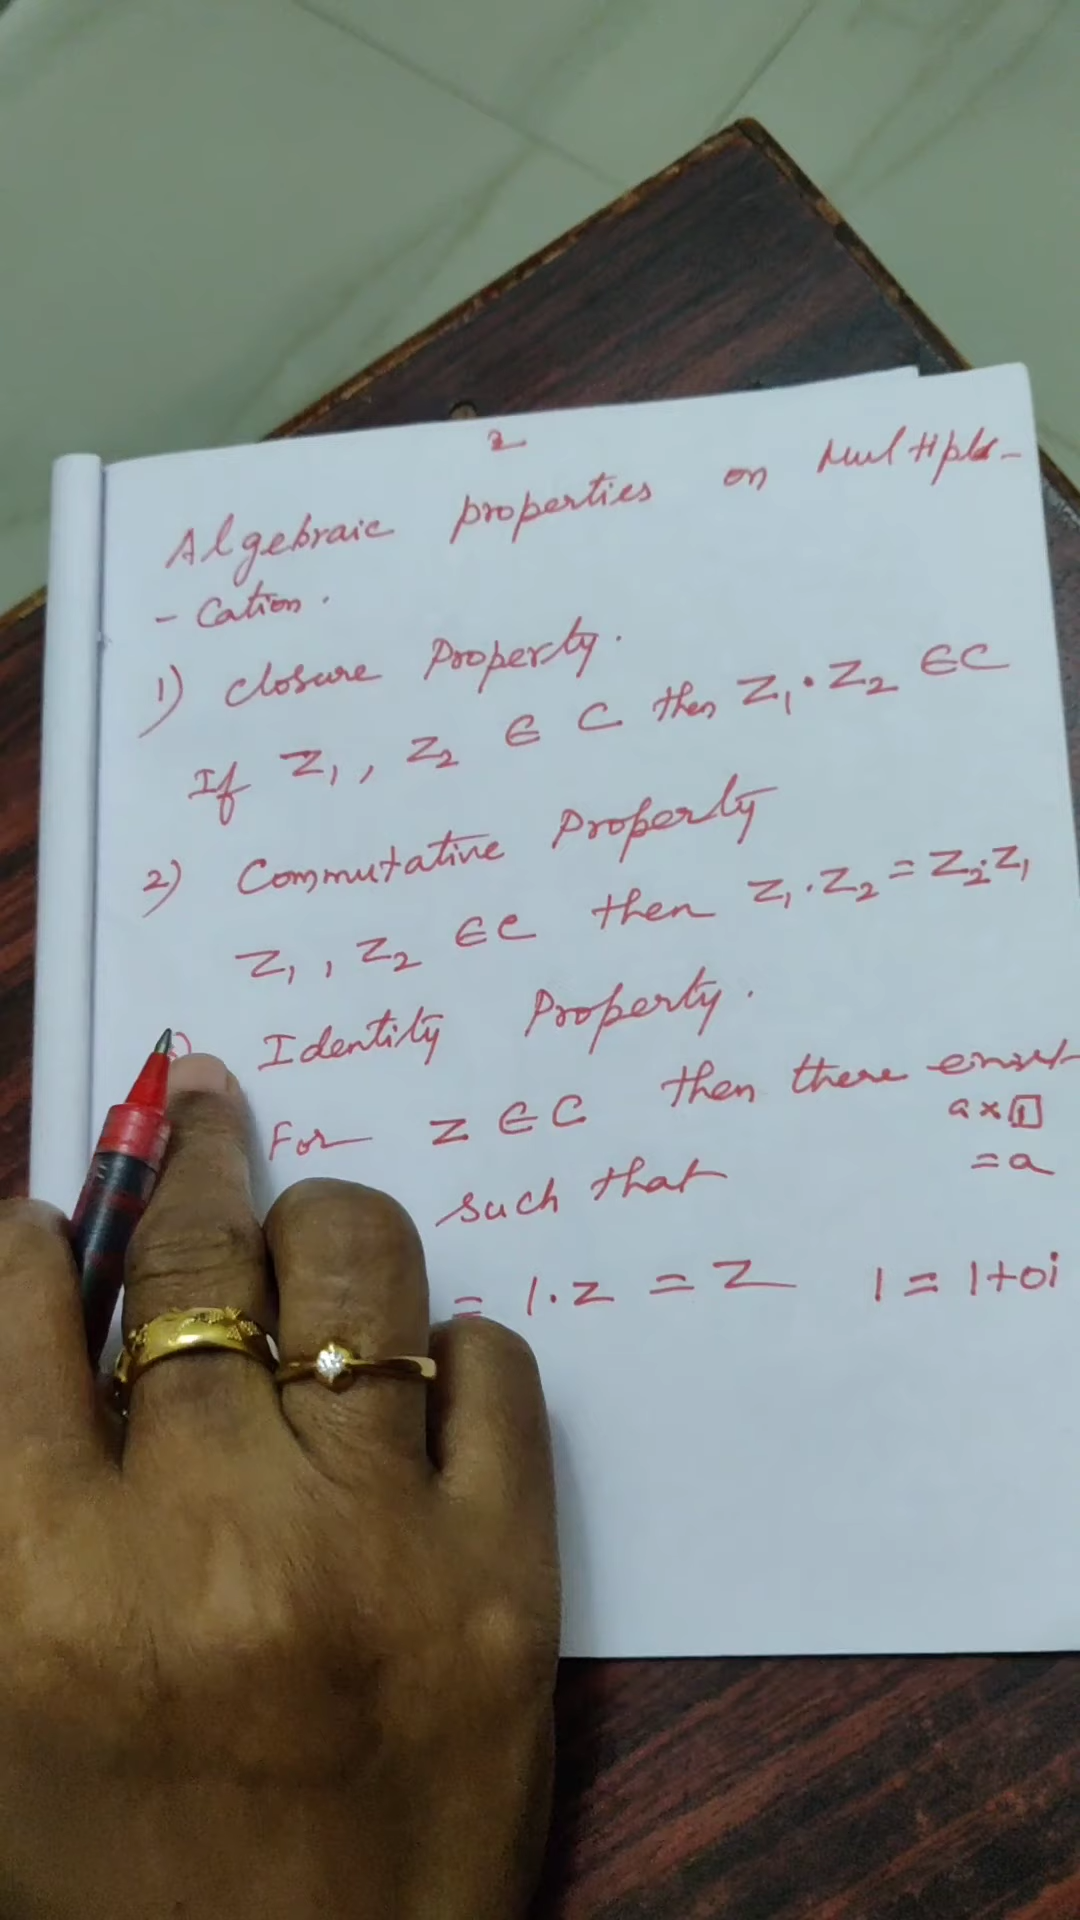 2
Algebraic properties on Multipli-
- Cation.
1) Closure Property.
If Z₁, Z₂ ∈ C then Z₁·Z₂ ∈C
2) Commutative Property
Z₁, Z₂ ∈C then Z₁·Z₂ = Z₂·Z₁
Identity Property.
For Z ∈ C then there exist
a×1
such that
=a
= 1·Z = Z 1 = 1+0i